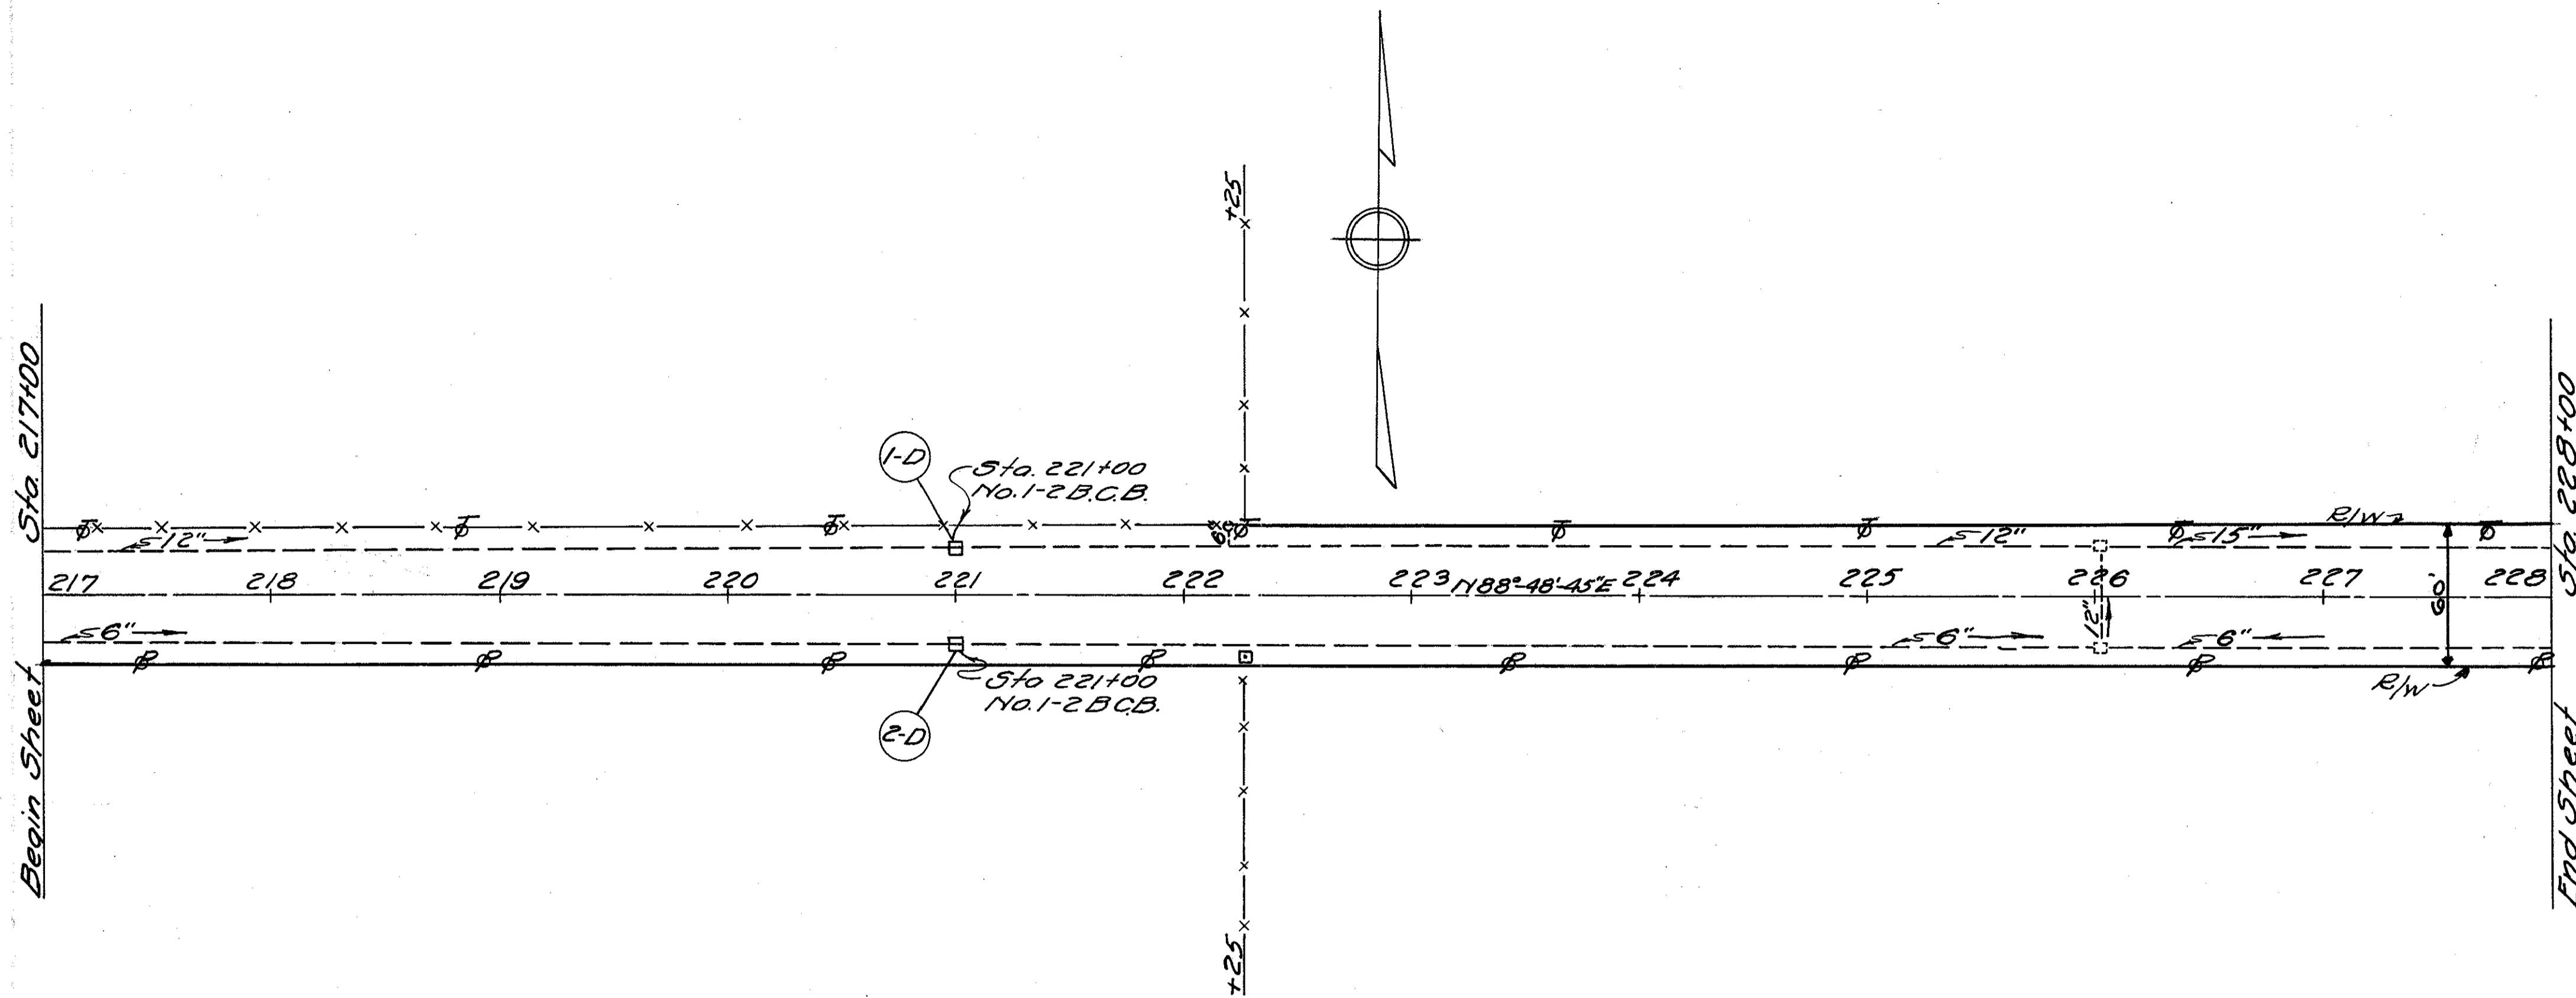 Sta. 217+00
Begin Sheet
+25
1-D
Sta. 221+00
No. 1-2 B.C.B.
S 12"
S 12"
S 15"
R/W
217 218 219 220 221 222 223 N88°-48'-45"E 224 225 226 227 228
60'
12"
S 6"
S 6"
S 6"
R/W
Sta 221+00
No. 1-2 B C.B.
2-D
+25
Sta. 228+00
End Sheet